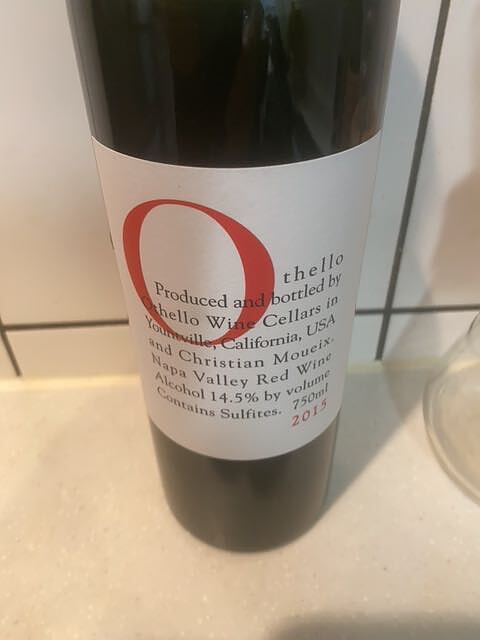 Othello
Produced and bottled by
Othello Wine Cellars in
Yountville, California, USA
and Christian Moueix.
Napa Valley Red Wine
Alcohol 14.5% by volume
Contains Sulfites. 750ml
2015